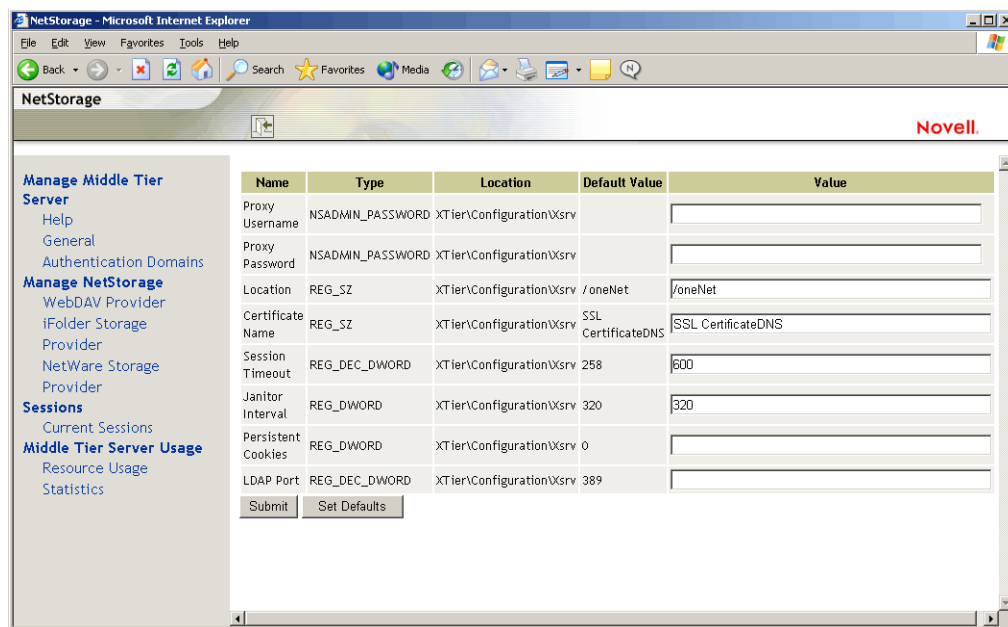 NetStorage - Microsoft Internet Explorer
File Edit View Favorites Tools Help
Back Search Favorites Media
NetStorage
Novell.
Manage Middle Tier
Server
Help
General
Authentication Domains
Manage NetStorage
WebDAV Provider
iFolder Storage
Provider
NetWare Storage
Provider
Sessions
Current Sessions
Middle Tier Server Usage
Resource Usage
Statistics
Name Type Location Default Value Value
Proxy
Username NSADMIN_PASSWORD XTier\Configuration\Xsrv
Proxy
Password NSADMIN_PASSWORD XTier\Configuration\Xsrv
Location REG_SZ XTier\Configuration\Xsrv /oneNet /oneNet
Certificate
Name REG_SZ XTier\Configuration\Xsrv SSL
CertificateDNS SSL CertificateDNS
Session
Timeout REG_DEC_DWORD XTier\Configuration\Xsrv 258 600
Janitor
Interval REG_DWORD XTier\Configuration\Xsrv 320 320
Persistent
Cookies REG_DWORD XTier\Configuration\Xsrv 0
LDAP Port REG_DEC_DWORD XTier\Configuration\Xsrv 389
Submit Set Defaults